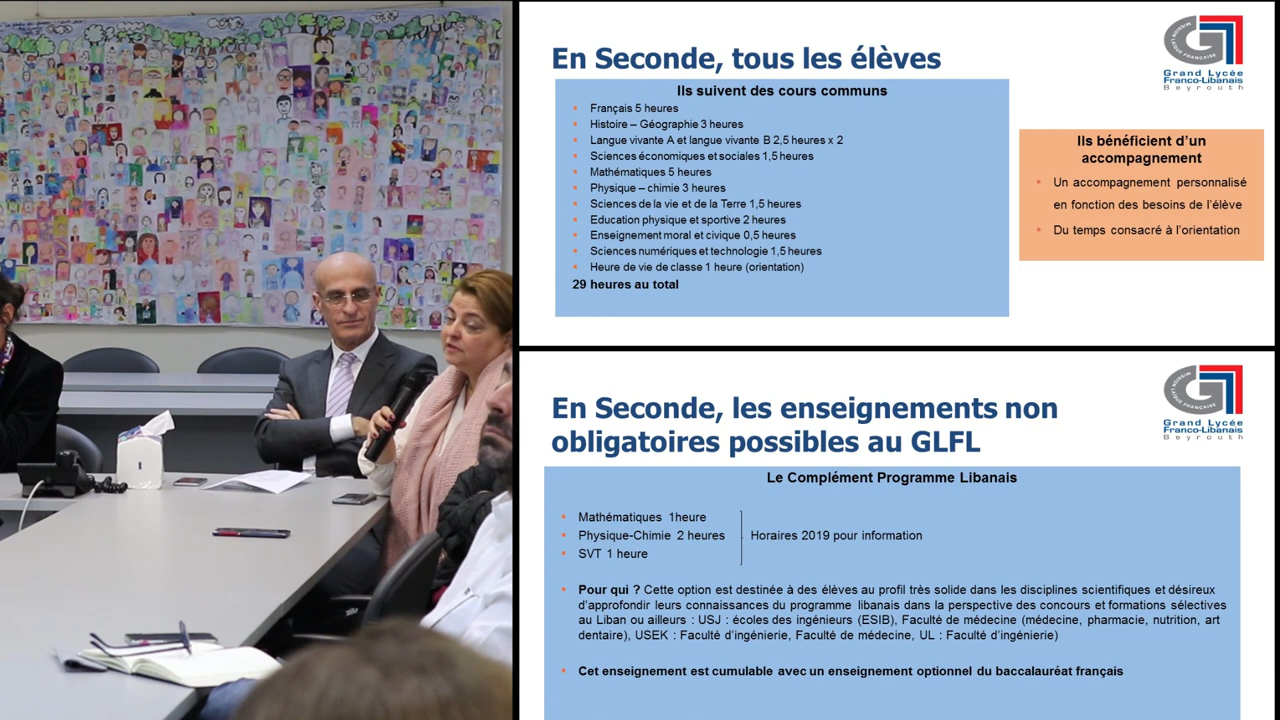 En Seconde, tous les élèves
Ils suivent des cours communs
Français 5 heures
Histoire – Géographie 3 heures
Langue vivante A et langue vivante B 2,5 heures x 2
Sciences économiques et sociales 1,5 heures
Mathématiques 5 heures
Physique – chimie 3 heures
Sciences de la vie et de la Terre 1,5 heures
Education physique et sportive 2 heures
Enseignement moral et civique 0,5 heures
Sciences numériques et technologie 1,5 heures
Heure de vie de classe 1 heure (orientation)
29 heures au total
MISSION LAIQUE FRANÇAISE
Grand Lycée
Franco-Libanais
Beyrouth
Ils bénéficient d’un
accompagnement
Un accompagnement personnalisé
en fonction des besoins de l’élève
Du temps consacré à l’orientation
En Seconde, les enseignements non
obligatoires possibles au GLFL
MISSION LAIQUE FRANÇAISE
Grand Lycée
Franco-Libanais
Beyrouth
Le Complément Programme Libanais
Mathématiques 1heure
Physique-Chimie 2 heures
SVT 1 heure
Horaires 2019 pour information
Pour qui ? Cette option est destinée à des élèves au profil très solide dans les disciplines scientifiques et désireux
d’approfondir leurs connaissances du programme libanais dans la perspective des concours et formations sélectives
au Liban ou ailleurs : USJ : écoles des ingénieurs (ESIB), Faculté de médecine (médecine, pharmacie, nutrition, art
dentaire), USEK : Faculté d’ingénierie, Faculté de médecine, UL : Faculté d’ingénierie)
Cet enseignement est cumulable avec un enseignement optionnel du baccalauréat français